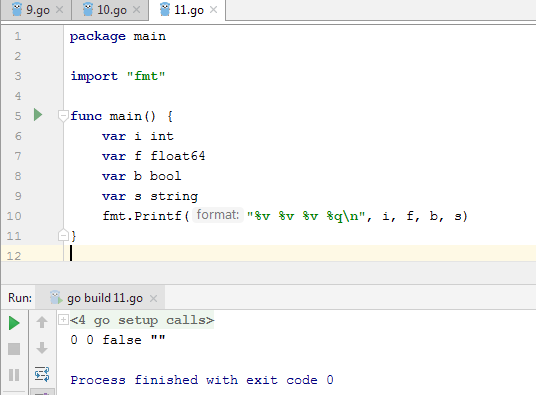 9.go 10.go 11.go
1 package main
2
3 import "fmt"
4
5 func main() {
6 var i int
7 var f float64
8 var b bool
9 var s string
10 fmt.Printf( format: "%v %v %v %q\n", i, f, b, s)
11 }
12
Run: go build 11.go
<4 go setup calls>
0 0 false ""
Process finished with exit code 0